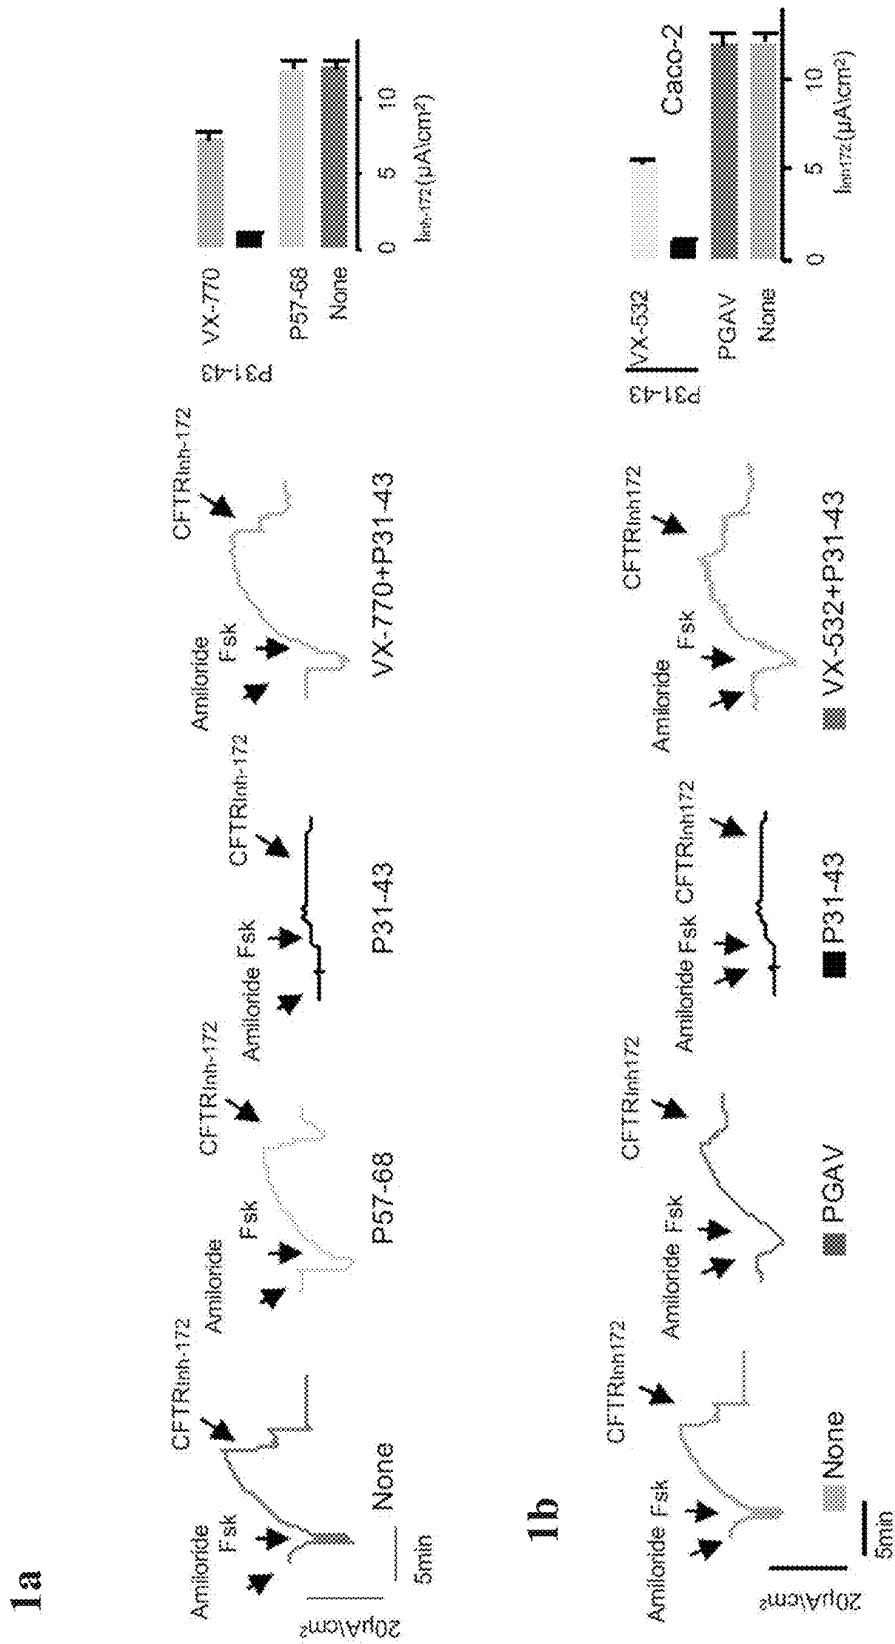 1a
Amiloride
Fsk
CFTRinh-172
20µA/cm²
5min
None
Amiloride
Fsk
CFTRinh-172
P57-68
Amiloride Fsk
CFTRinh-172
P31-43
Amiloride
Fsk
CFTRinh-172
VX-770+P31-43
P31-43
VX-770
P57-68
None
0 5 10
Iinh-172(µA\cm²)
1b
Amiloride Fsk
CFTRinh172
20µA/cm²
5min
None
Amiloride Fsk
CFTRinh172
PGAV
Amiloride Fsk CFTRinh172
P31-43
Amiloride
Fsk
CFTRinh172
VX-532+P31-43
P31-43
VX-532
Caco-2
PGAV
None
0 5 10
Iinh172(µA\cm²)